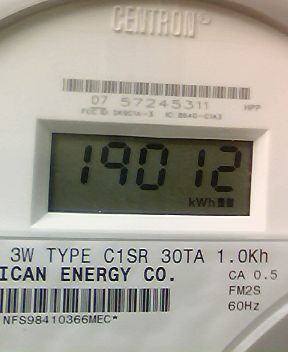 CENTRON
07 57245311 HPP
19012
kWh
3W TYPE C1SR 30TA 1.0Kh
ICAN ENERGY CO. CA 0.5
FM2S
60Hz
NFS98410366MEC*